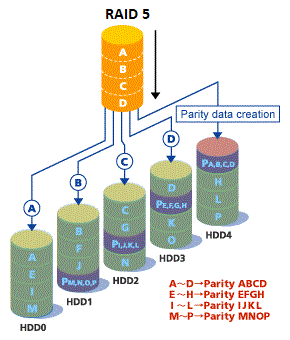 RAID 5
A
B
C
D
Parity data creation
A
B
C
D
A
E
I
M
HDD0
B
F
J
PM,N,O,P
HDD1
C
G
PI,J,K,L
N
HDD2
D
PE,F,G,H
K
O
HDD3
PA,B,C,D
H
L
P
HDD4
A~D→Parity ABCD
E~H→Parity EFGH
I~L→Parity IJKL
M~P→Parity MNOP